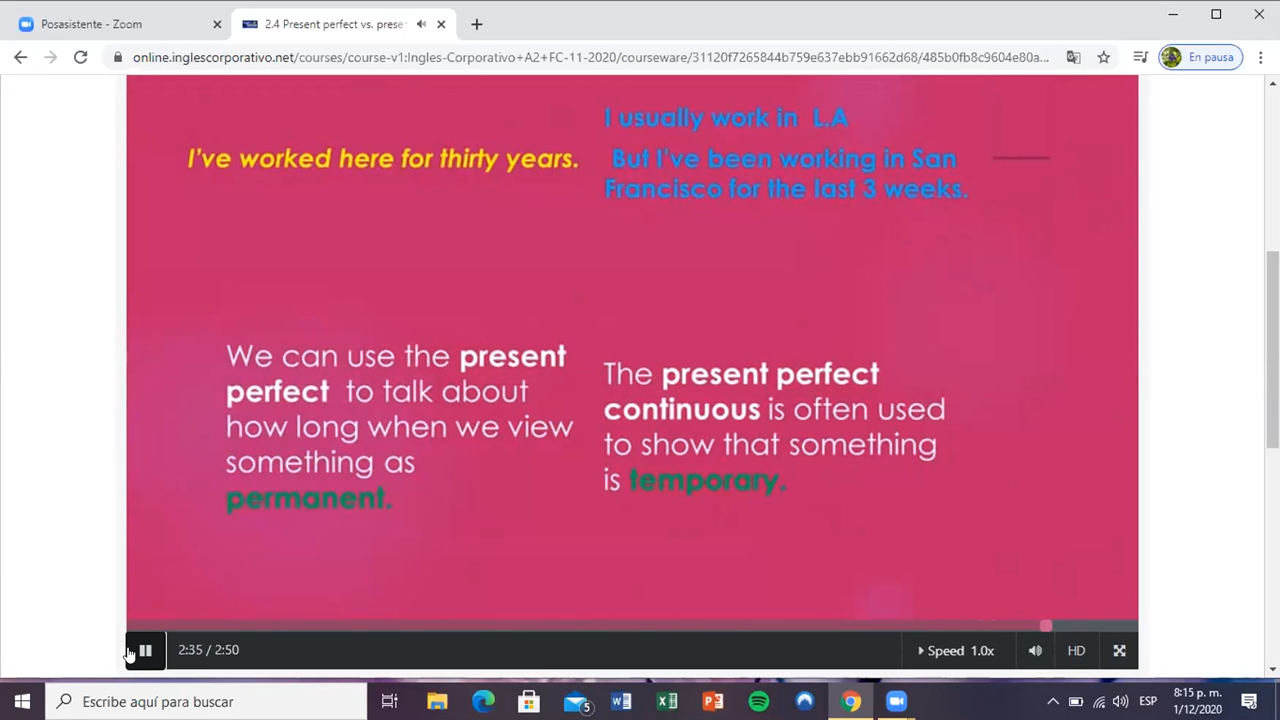 Posasistente - Zoom
2.4 Present perfect vs. prese
online.inglescorporativo.net/courses/course-v1:Ingles-Corporativo+A2+FC-11-2020/courseware/31120f7265844b759e637ebb91662d68/485b0fb8c9604e80a...
En pausa
I usually work in L.A
I've worked here for thirty years.
But I've been working in San
Francisco for the last 3 weeks.
We can use the present
perfect to talk about
how long when we view
something as
permanent.
The present perfect
continuous is often used
to show that something
is temporary.
2:35 / 2:50
Speed 1.0x
HD
Escribe aquí para buscar
5
ESP
8:15 p. m.
1/12/2020